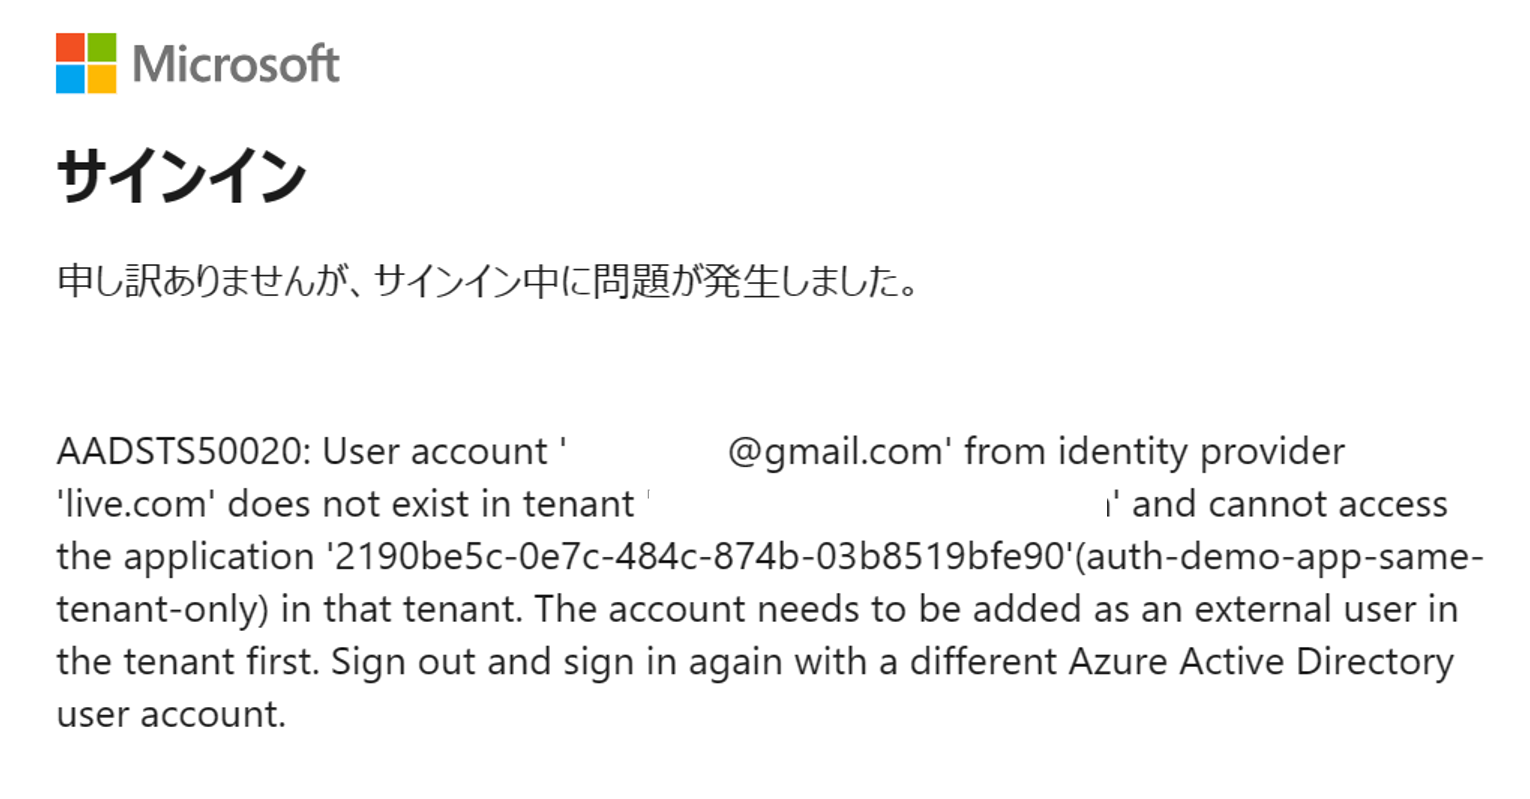 Microsoft
サインイン
申し訳ありませんが、サインイン中に問題が発生しました。
AADSTS50020: User account ' @gmail.com' from identity provider
'live.com' does not exist in tenant ' ' and cannot access
the application '2190be5c-0e7c-484c-874b-03b8519bfe90'(auth-demo-app-same-
tenant-only) in that tenant. The account needs to be added as an external user in
the tenant first. Sign out and sign in again with a different Azure Active Directory
user account.